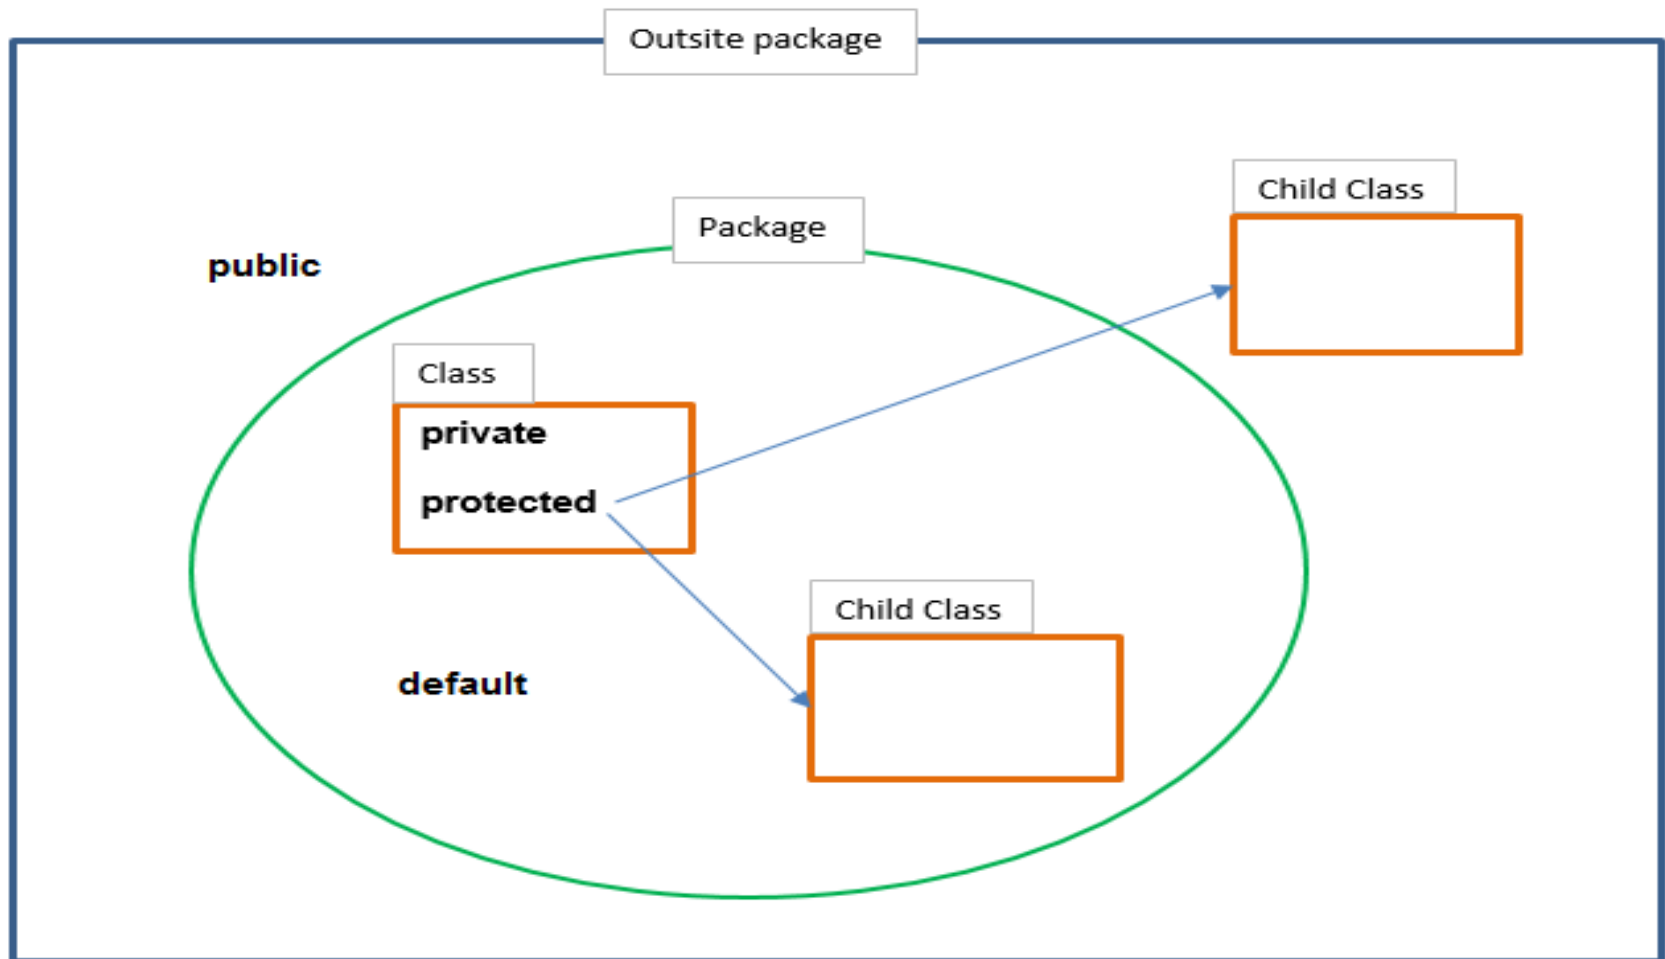 Outsite package
Child Class
Package
public
Class
private
protected
Child Class
default